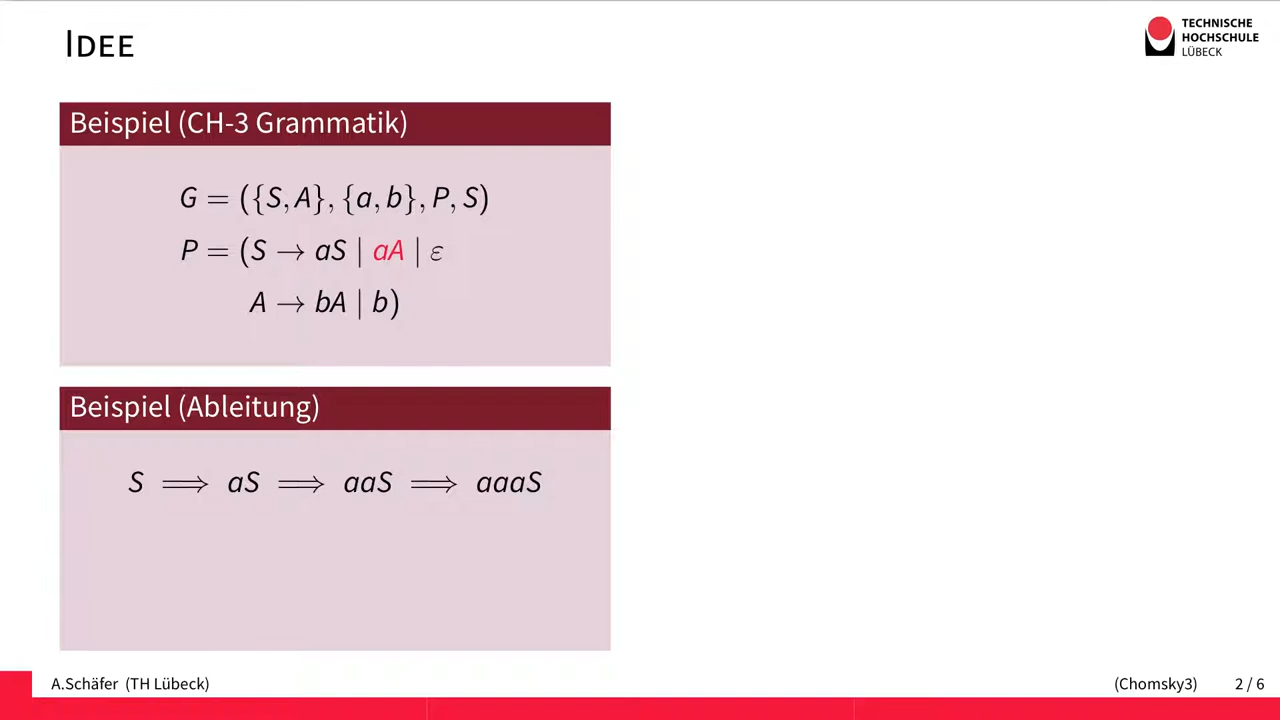 IDEE
TECHNISCHE
HOCHSCHULE
LÜBECK
Beispiel (CH-3 Grammatik)
G = ({S, A}, {a, b}, P, S)
P = (S → aS | aA | ε
A → bA | b)
Beispiel (Ableitung)
S ⟹ aS ⟹ aaS ⟹ aaaS
A.Schäfer (TH Lübeck)
(Chomsky3)
2 / 6